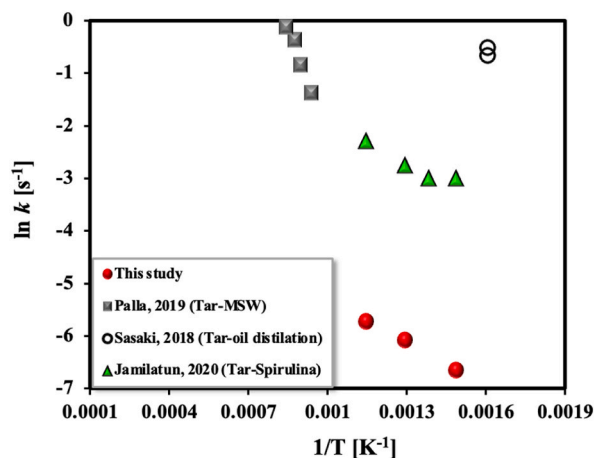 0
-1
-2
-3
-4
-5
-6
-7
ln k [s-1]
This study
Palla, 2019 (Tar-MSW)
Sasaki, 2018 (Tar-oil distilation)
Jamilatun, 2020 (Tar-Spirulina)
0.0001 0.0004 0.0007 0.001 0.0013 0.0016 0.0019
1/T [K-1]